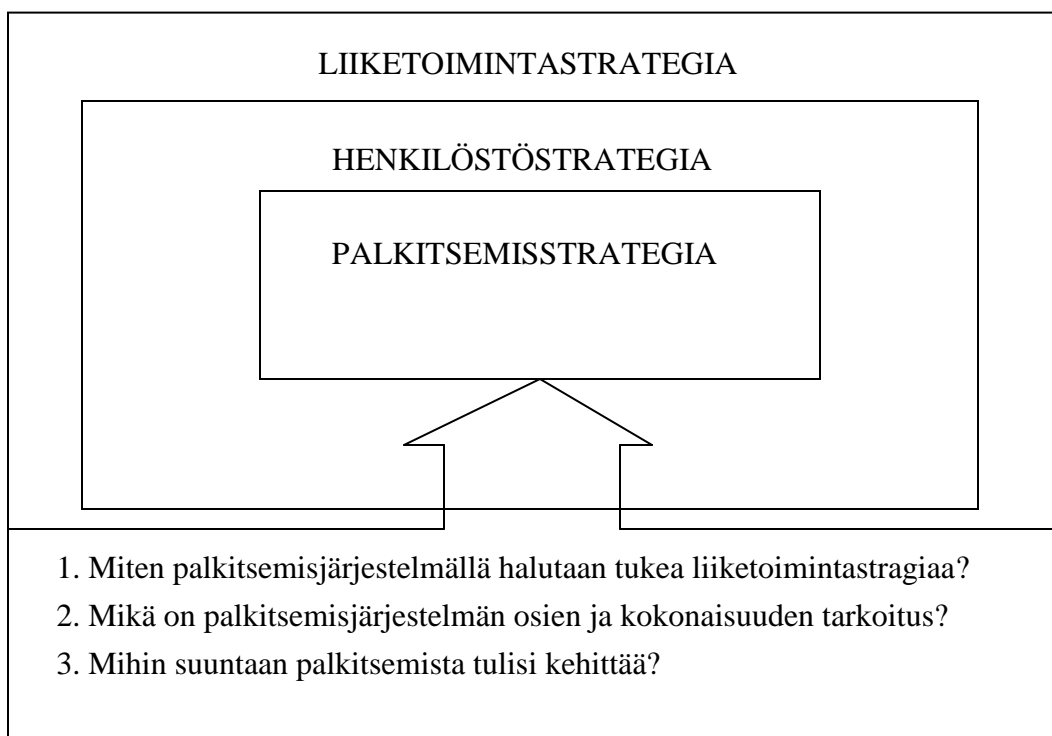 LIIKETOIMINTASTRATEGIA
HENKILÖSTÖSTRATEGIA
PALKITSEMISSTRATEGIA
1. Miten palkitsemisjärjestelmällä halutaan tukea liiketoimintastragiaa?
2. Mikä on palkitsemisjärjestelmän osien ja kokonaisuuden tarkoitus?
3. Mihin suuntaan palkitsemista tulisi kehittää?